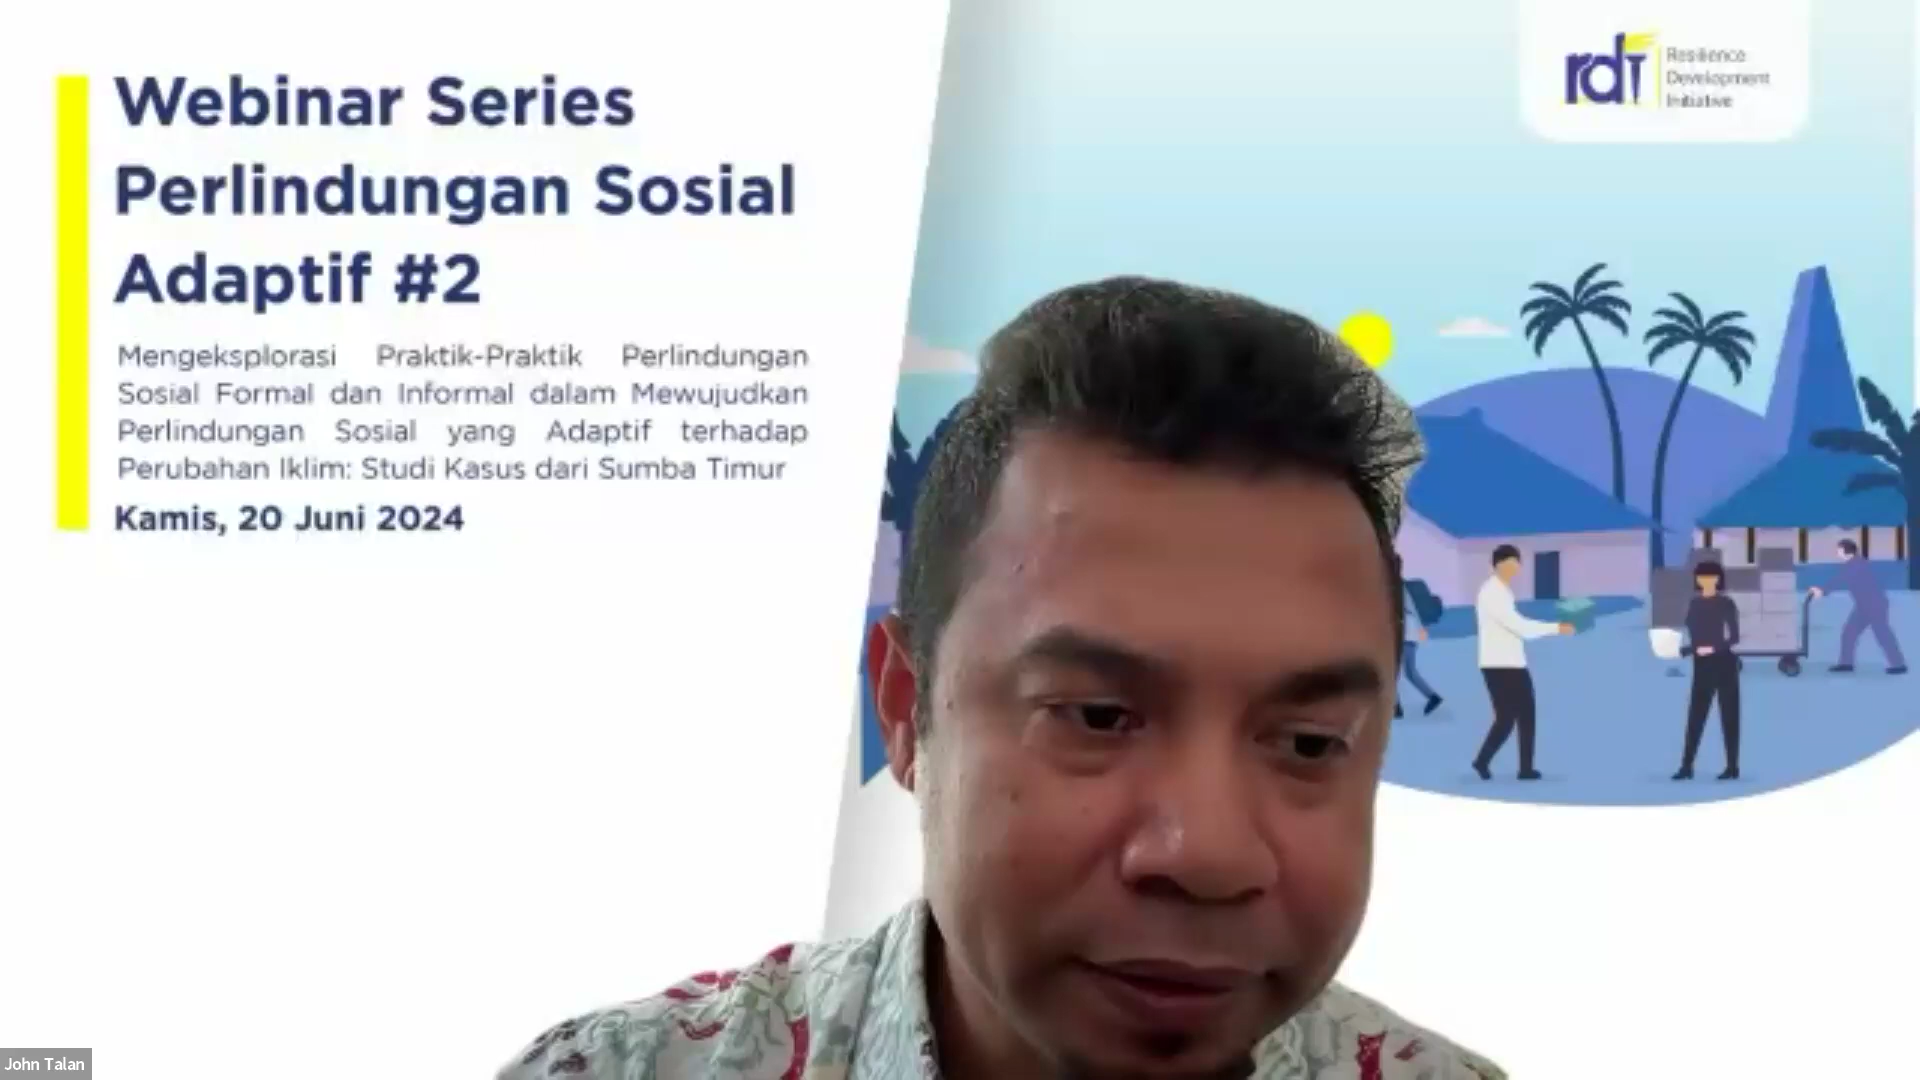 Webinar Series
Perlindungan Sosial
Adaptif #2
Mengeksplorasi Praktik-Praktik Perlindungan
Sosial Formal dan Informal dalam Mewujudkan
Perlindungan Sosial yang Adaptif terhadap
Perubahan Iklim: Studi Kasus dari Sumba Timur
Kamis, 20 Juni 2024
rdi
Resilience
Development
Initiative
John Talan